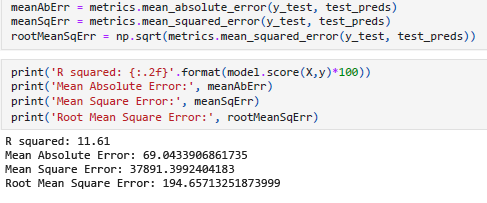 meanAbErr = metrics.mean_absolute_error(y_test, test_preds)
meanSqErr = metrics.mean_squared_error(y_test, test_preds)
rootMeanSqErr = np.sqrt(metrics.mean_squared_error(y_test, test_preds))
print('R squared: {:.2f}'.format(model.score(X,y)*100))
print('Mean Absolute Error:', meanAbErr)
print('Mean Square Error:', meanSqErr)
print('Root Mean Square Error:', rootMeanSqErr)
R squared: 11.61
Mean Absolute Error: 69.0433906861735
Mean Square Error: 37891.3992404183
Root Mean Square Error: 194.65713251873999